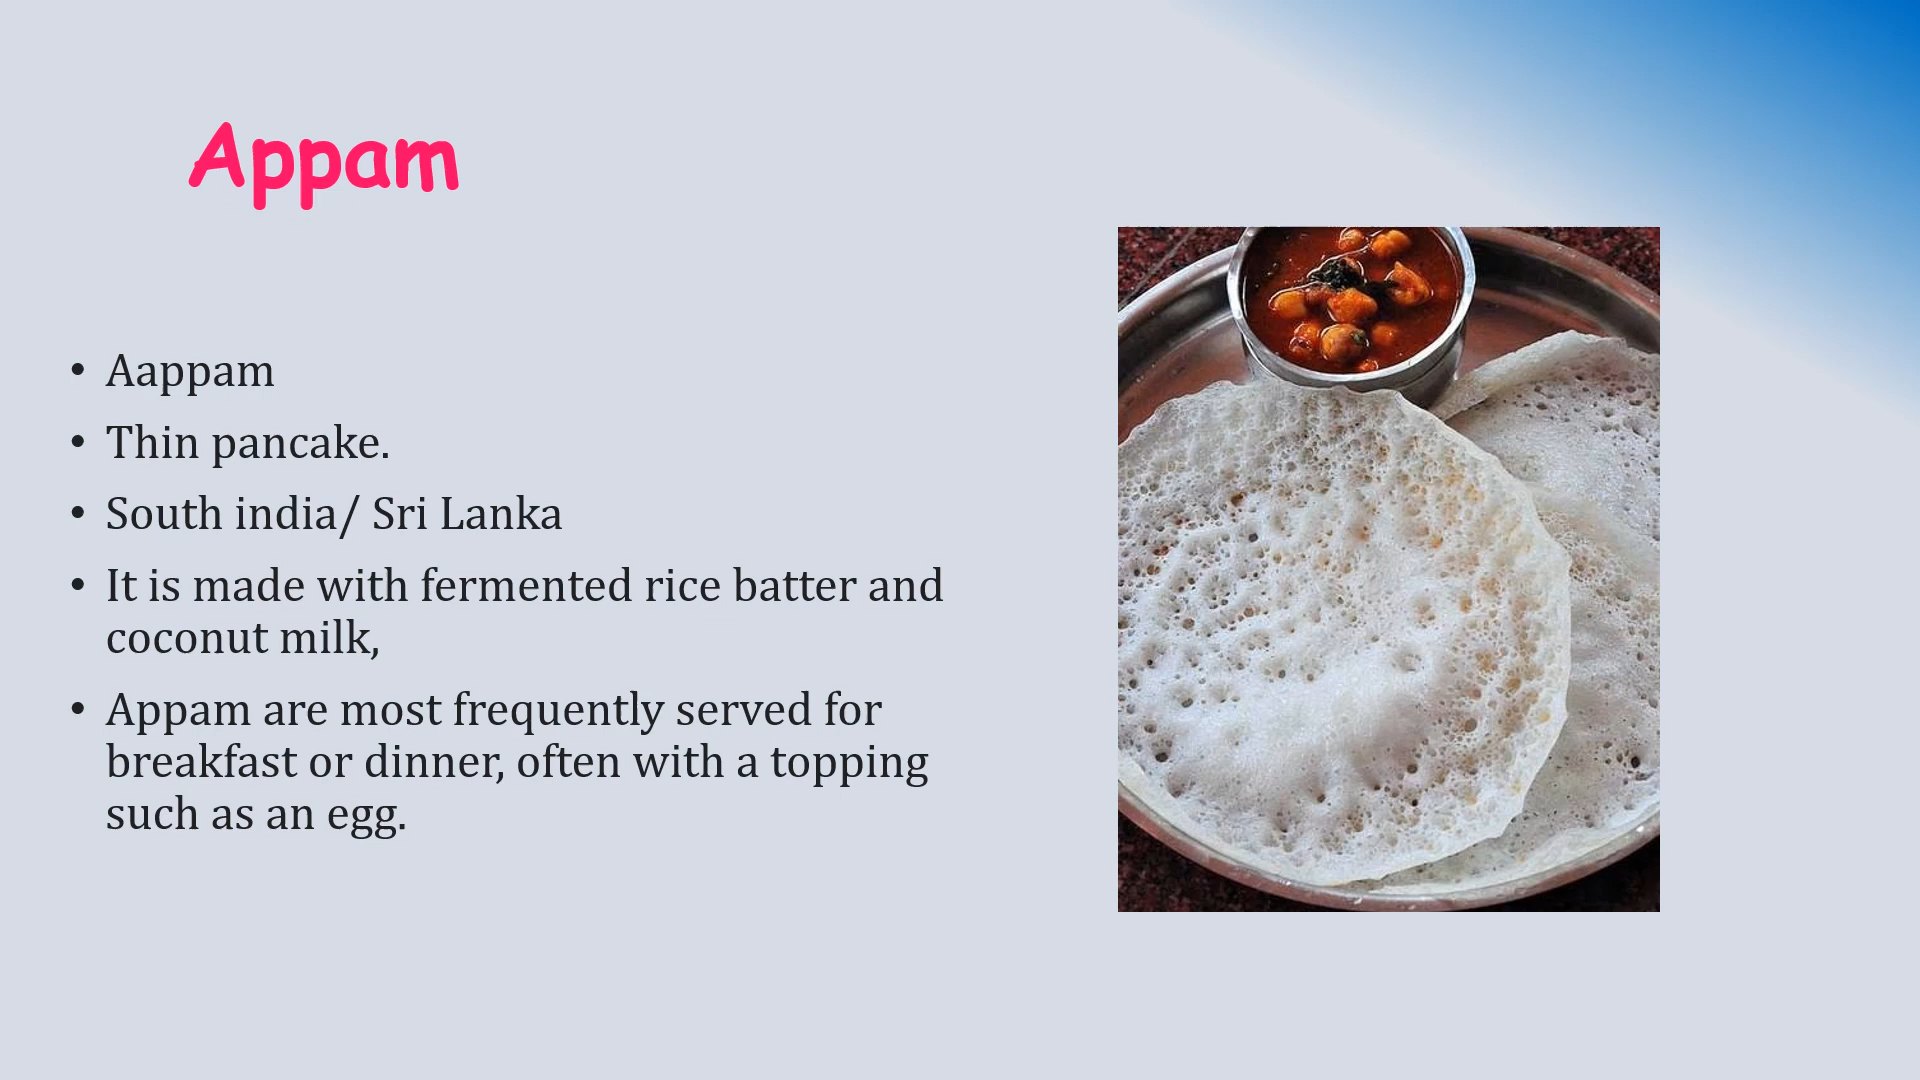 Appam
• Aappam
• Thin pancake.
• South india/ Sri Lanka
• It is made with fermented rice batter and
coconut milk,
• Appam are most frequently served for
breakfast or dinner, often with a topping
such as an egg.